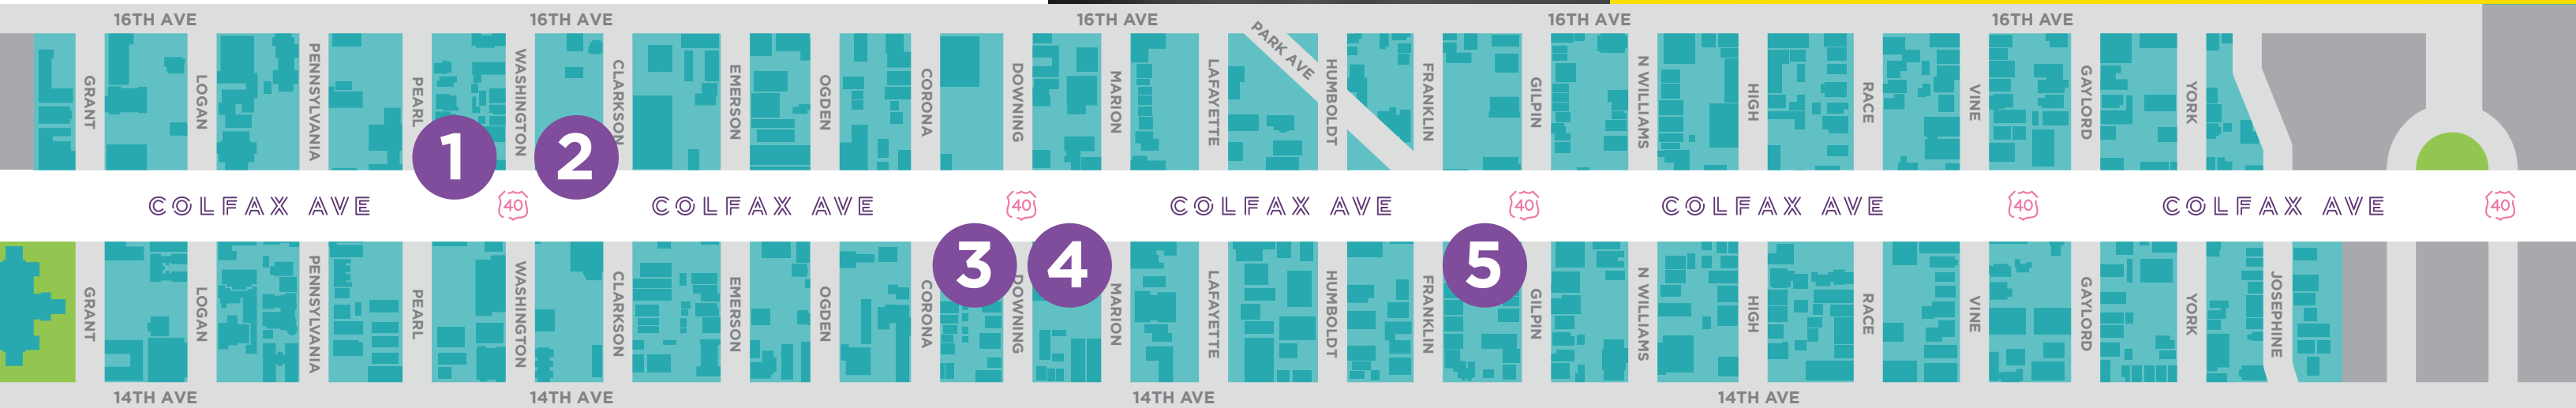 16TH AVE 16TH AVE 16TH AVE 16TH AVE 16TH AVE
PARK AVE
GRANT LOGAN PENNSYLVANIA PEARL WASHINGTON CLARKSON EMERSON OGDEN CORONA DOWNING MARION LAFAYETTE HUMBOLDT FRANKLIN GILPIN N WILLIAMS HIGH RACE VINE GAYLORD YORK
1 2
COLFAX AVE 40 COLFAX AVE 40 COLFAX AVE 40 COLFAX AVE 40 COLFAX AVE 40
3 4 5
GRANT LOGAN PENNSYLVIANIA PEARL WASHINGTON CLARKSON EMERSON OGDEN CORONA DOWNING MARION LAFAYETTE HUMBOLDT FRANKLIN GILPIN N WILLIAMS HIGH RACE VINE GAYLORD YORK JOSEPHINE
14TH AVE 14TH AVE 14TH AVE 14TH AVE